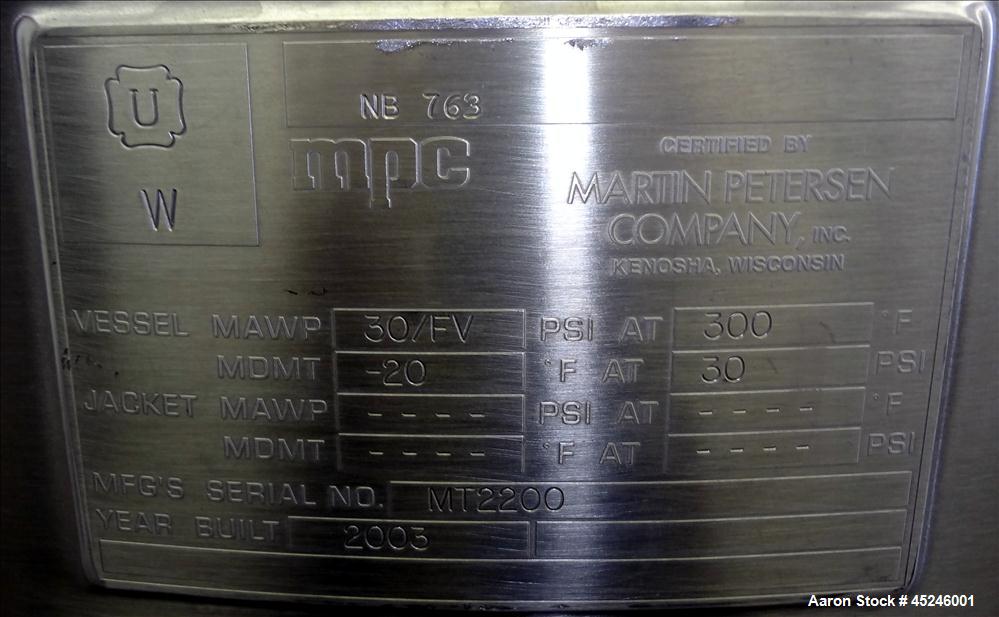 U
W
NB 763
mpc
CERTIFIED BY
MARTIN PETERSEN
COMPANY, INC.
KENOSHA, WISCONSIN
VESSEL MAWP 30/FV PSI AT 300 °F
MDMT -20 °F AT 30 PSI
JACKET MAWP ---- PSI AT ---- °F
MDMT ---- °F AT ---- PSI
MFG'S SERIAL NO. MT2200
YEAR BUILT 2003
Aaron Stock # 45246001